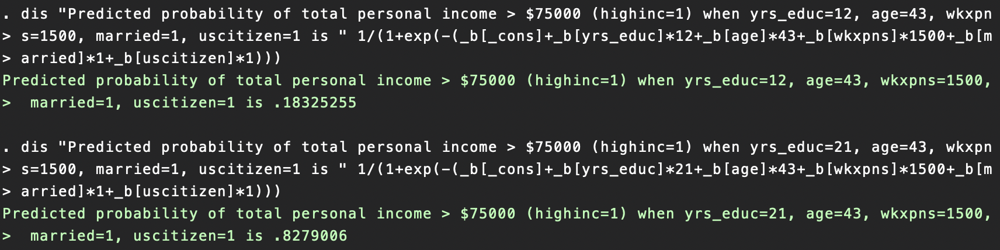 . dis "Predicted probability of total personal income > $75000 (highinc=1) when yrs_educ=12, age=43, wkxpn
> s=1500, married=1, uscitizen=1 is " 1/(1+exp(-(_b[_cons]+_b[yrs_educ]*12+_b[age]*43+_b[wkxpns]*1500+_b[m
> arried]*1+_b[uscitizen]*1)))
Predicted probability of total personal income > $75000 (highinc=1) when yrs_educ=12, age=43, wkxpns=1500,
>  married=1, uscitizen=1 is .18325255
. dis "Predicted probability of total personal income > $75000 (highinc=1) when yrs_educ=21, age=43, wkxpn
> s=1500, married=1, uscitizen=1 is " 1/(1+exp(-(_b[_cons]+_b[yrs_educ]*21+_b[age]*43+_b[wkxpns]*1500+_b[m
> arried]*1+_b[uscitizen]*1)))
Predicted probability of total personal income > $75000 (highinc=1) when yrs_educ=21, age=43, wkxpns=1500,
>  married=1, uscitizen=1 is .8279006